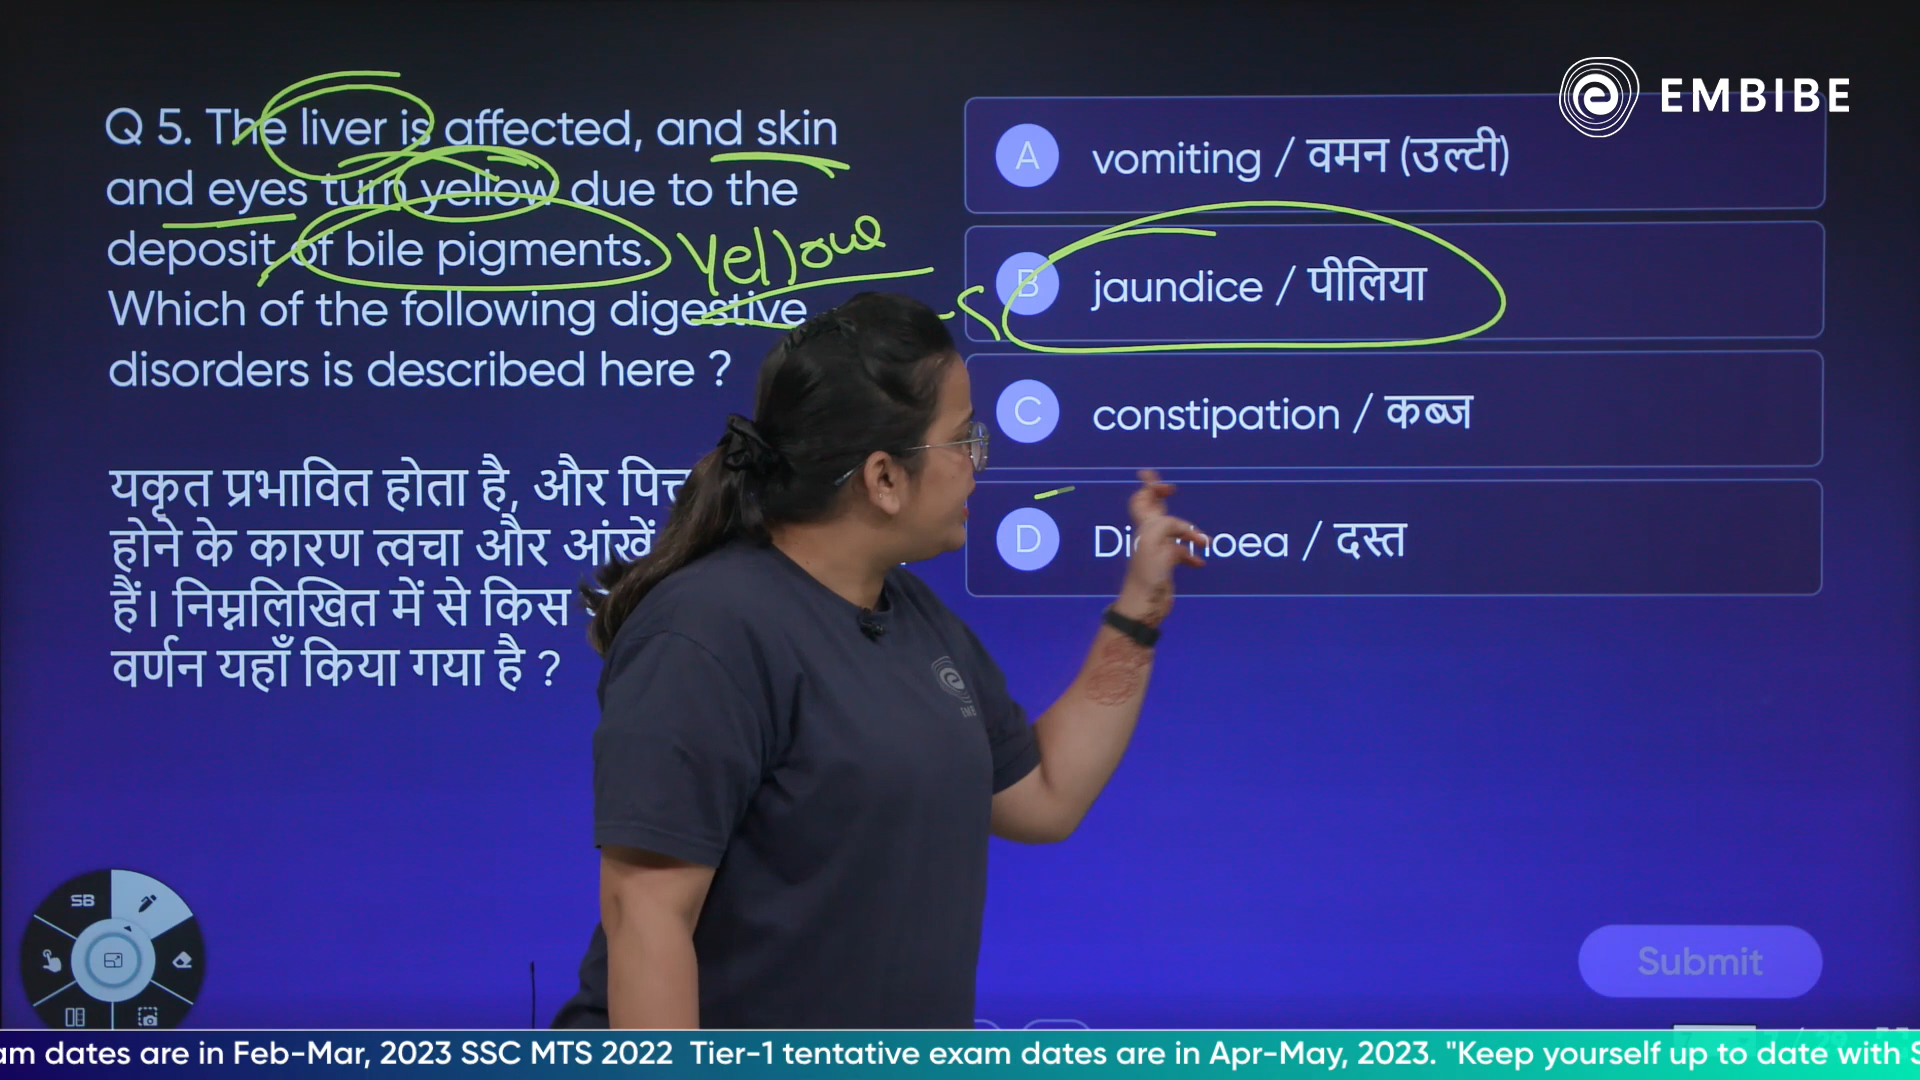 EMBIBE
Q 5. The liver is affected, and skin
and eyes turn yellow due to the
deposit of bile pigments.
Yellow
Which of the following digestive
disorders is described here ?
यकृत प्रभावित होता है, और पित्त
होने के कारण त्वचा और आंखें
हैं। निम्नलिखित में से किस
वर्णन यहाँ किया गया है ?
A vomiting / वमन (उल्टी)
B jaundice / पीलिया
C constipation / कब्ज
D / दस्त
Submit
SB
am dates are in Feb-Mar, 2023 SSC MTS 2022 Tier-1 tentative exam dates are in Apr-May, 2023. "Keep yourself up to date with S